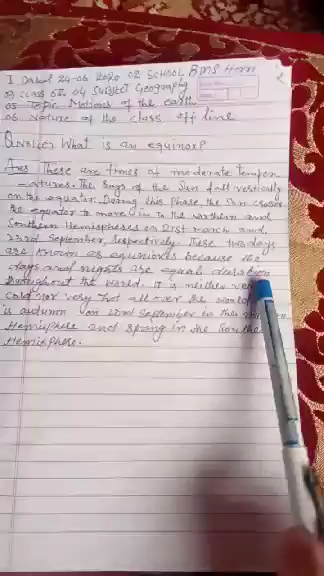 1 Dated 24-06 2020 02 SCHOOL BMS Horri
03 class 6th 04 Subject Geography
05 Topic Motions of the earth
06 Nature of the class off line
Question: What is an equinox?
Ans These are times of moderate temper
-atures. The rays of the Sun fall vertically
on the equator. During this phase, the Sun crosses
the equator to move in to the northern and
Southern Hemispheres on 21st march and
23rd September, respectively. These two days
are known as equinoxes because the
days and nights are equal duration
throughout the world. It is neither very
cold nor very hot all over the world
is autumn on 23rd September in the
Hemisphere and spring in the Southe
Hemisphere.